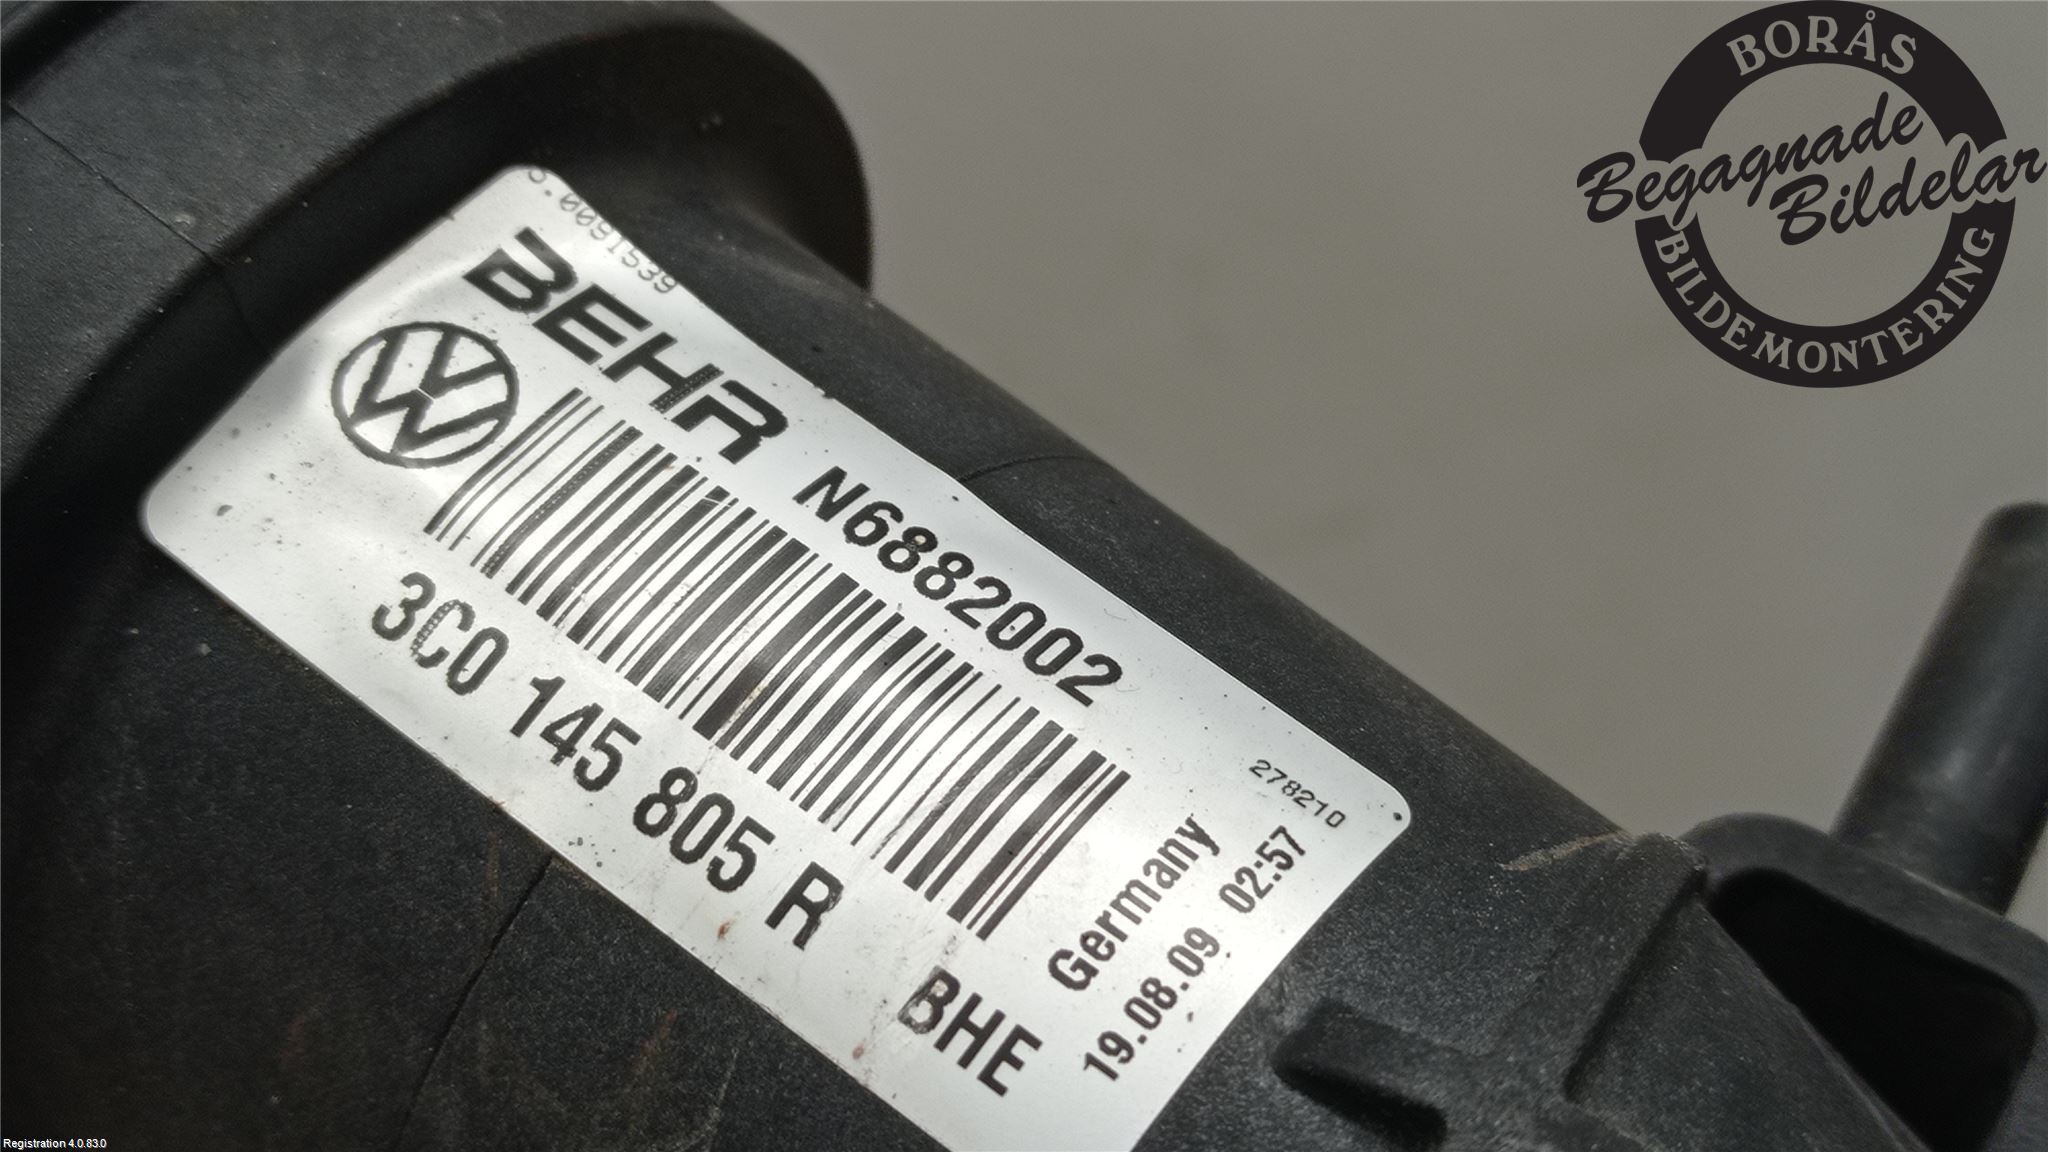 BORÅS
Begagnade
Bildelar
BILDEMONTERING
BEHR
N6882002
3C0 145 805 R
BHE
278210
Germany
19.08.09 02:57
Registration 4.0.83.0